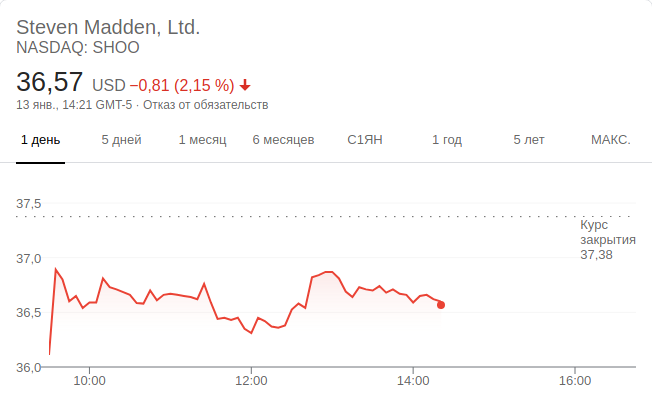 Steven Madden, Ltd.
NASDAQ: SHOO
36,57 USD −0,81 (2,15 %)
13 янв., 14:21 GMT-5 · Отказ от обязательств
1 день 5 дней 1 месяц 6 месяцев С1ЯН 1 год 5 лет МАКС.
37,5
Курс
закрытия
37,38
37,0
36,5
36,0
10:00 12:00 14:00 16:00